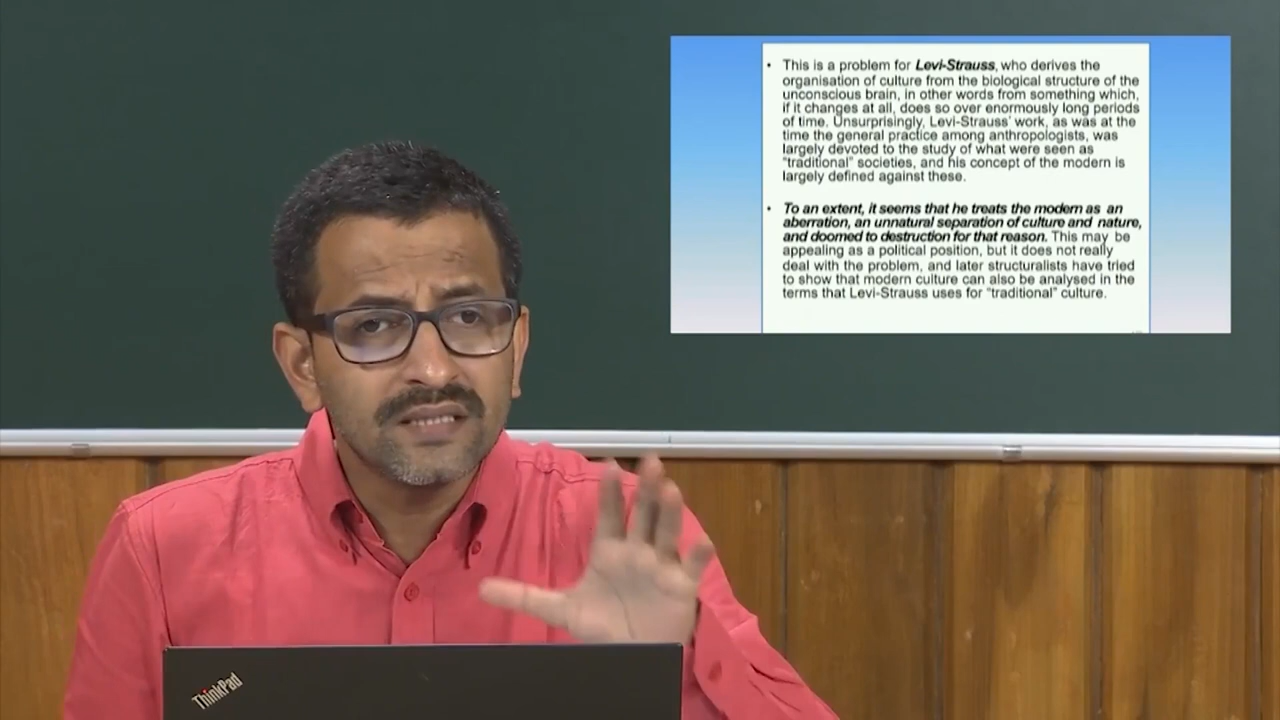 • This is a problem for Levi-Strauss, who derives the
organisation of culture from the biological structure of the
unconscious brain, in other words from something which,
if it changes at all, does so over enormously long periods
of time. Unsurprisingly, Levi-Strauss' work, as was at the
time the general practice among anthropologists, was
largely devoted to the study of what were seen as
"traditional" societies, and his concept of the modern is
largely defined against these.
• To an extent, it seems that he treats the modern as an
aberration, an unnatural separation of culture and nature,
and doomed to destruction for that reason. This may be
appealing as a political position, but it does not really
deal with the problem, and later structuralists have tried
to show that modern culture can also be analysed in the
terms that Levi-Strauss uses for "traditional" culture.
ThinkPad